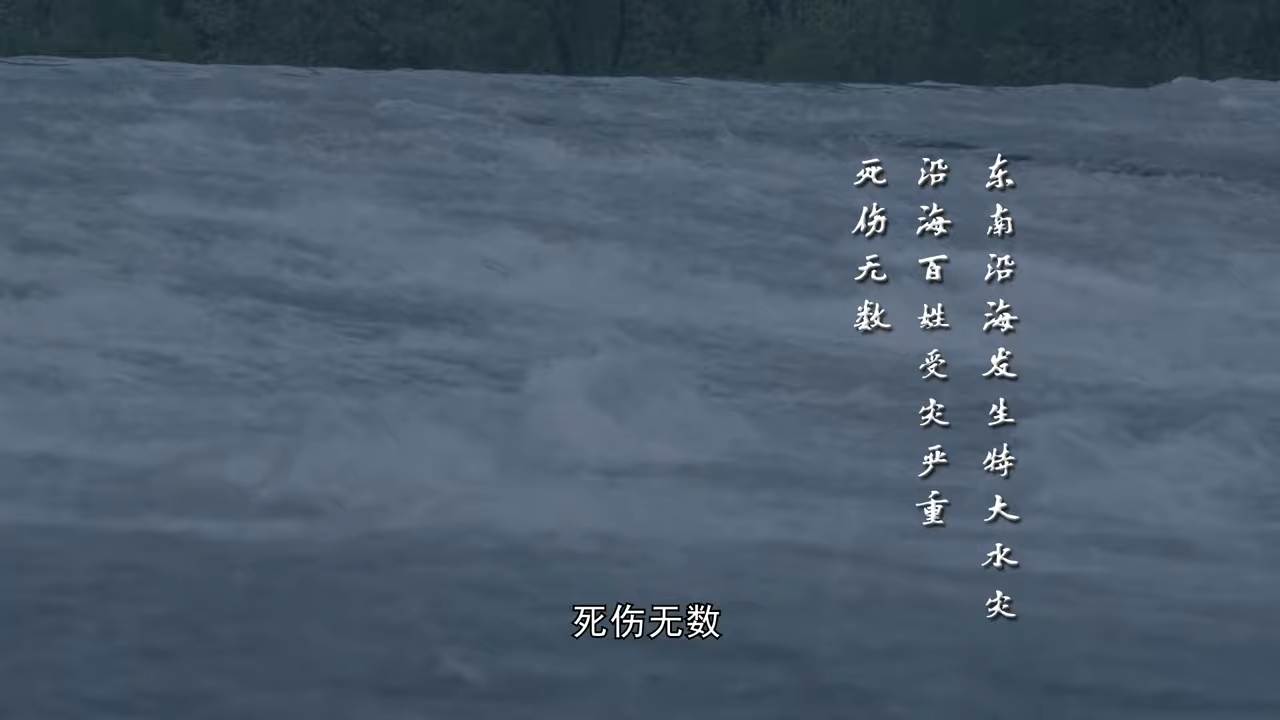 东南沿海发生特大水灾
沿海百姓受灾严重
死伤无数
死伤无数